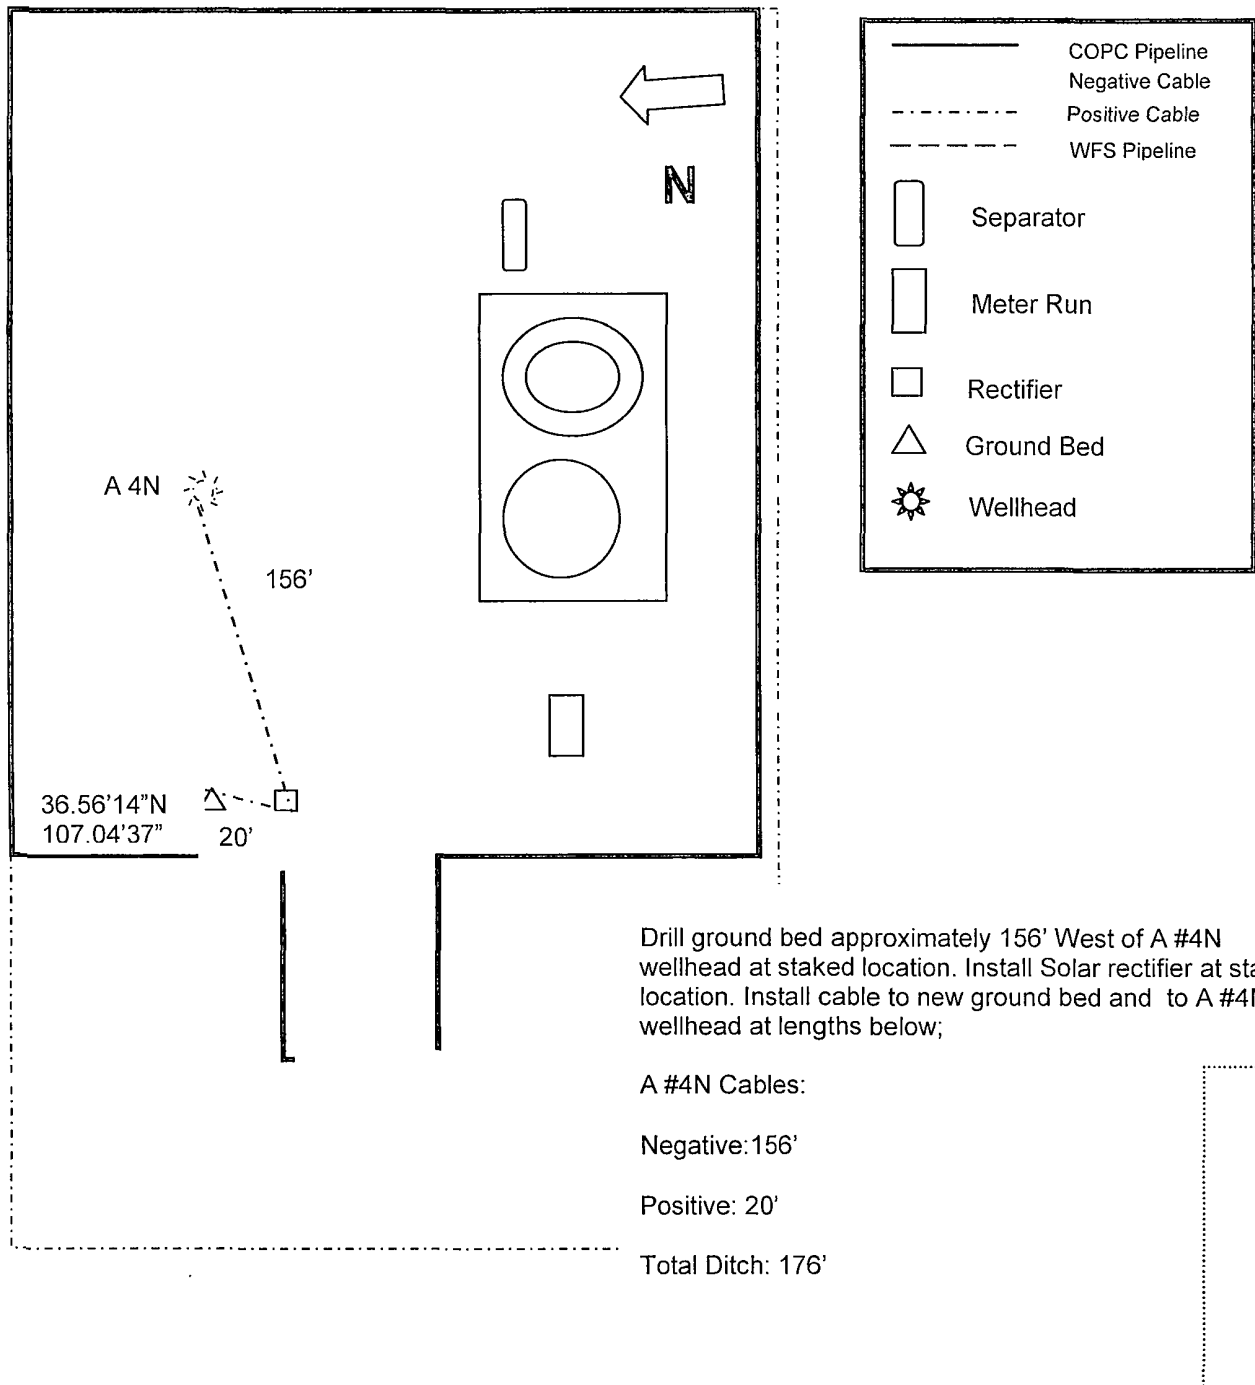 N
COPC Pipeline
Negative Cable
Positive Cable
WFS Pipeline
Separator
Meter Run
Rectifier
Ground Bed
Wellhead
A 4N
156'
36.56'14"N
107.04'37"
20'
Drill ground bed approximately 156' West of A #4N
wellhead at staked location. Install Solar rectifier at sta
location. Install cable to new ground bed and to A #4N
wellhead at lengths below;
A #4N Cables:
Negative:156'
Positive: 20'
Total Ditch: 176'